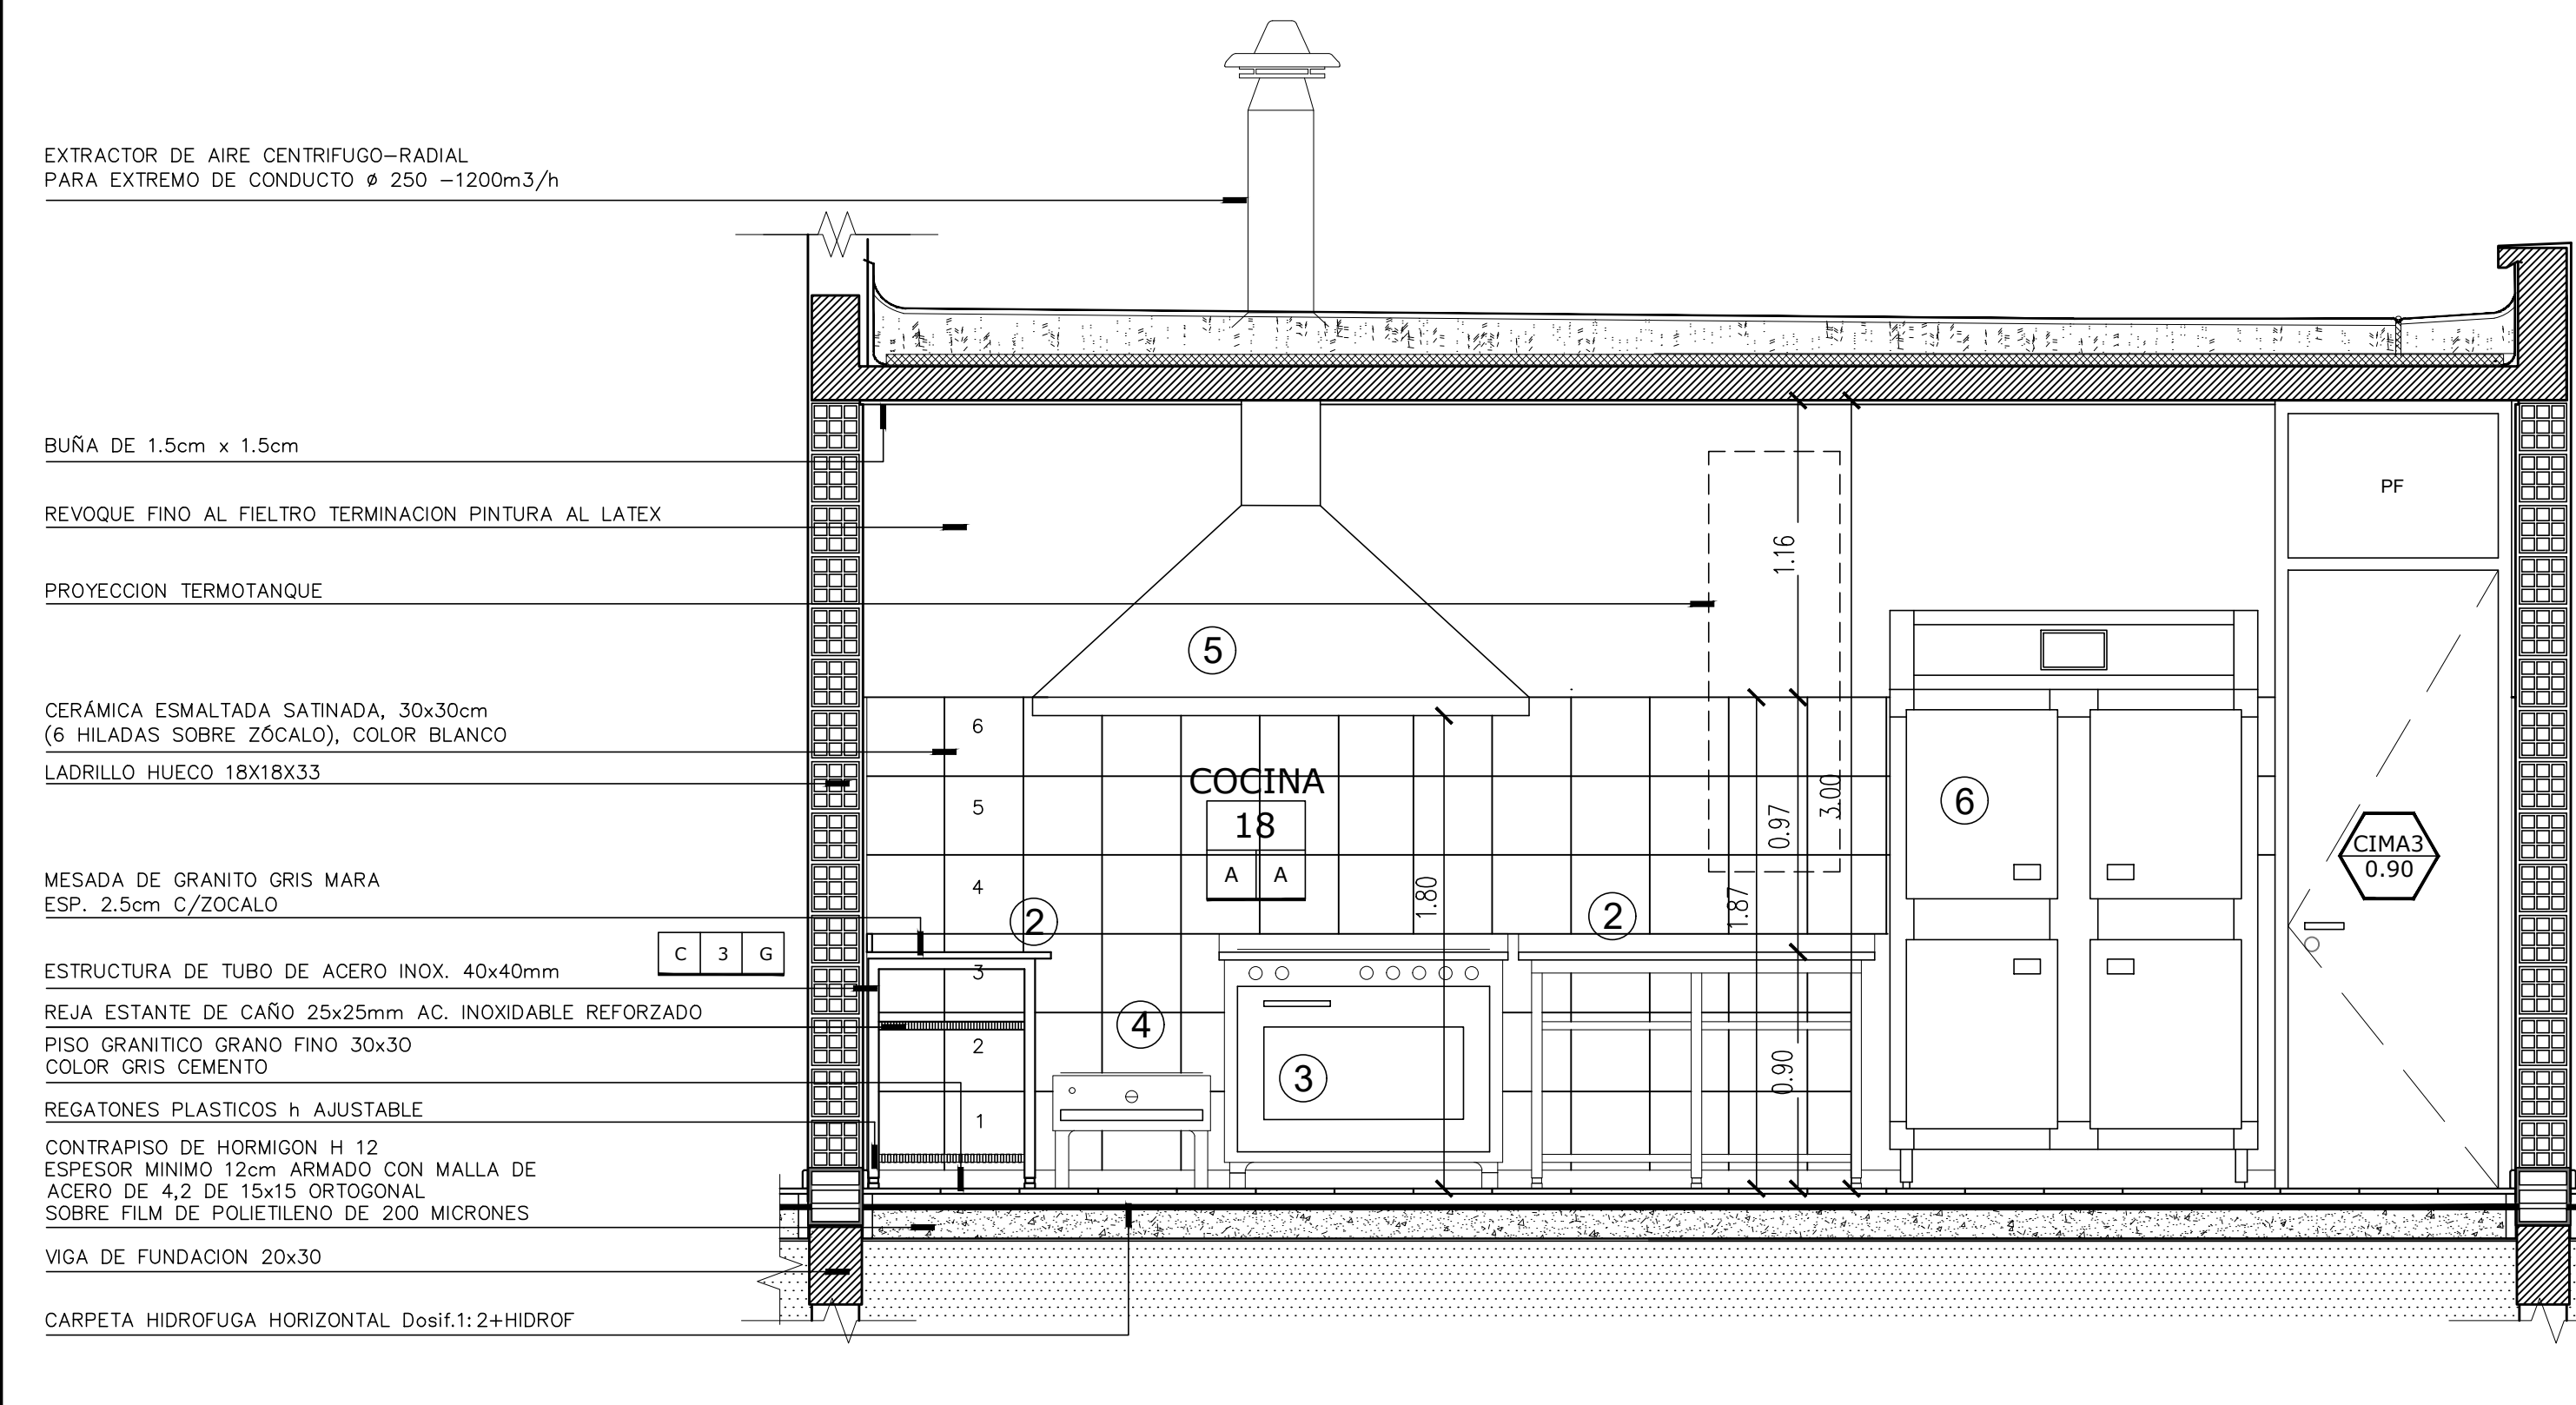 EXTRACTOR DE AIRE CENTRIFUGO-RADIAL
PARA EXTREMO DE CONDUCTO ø 250 -1200m3/h
BUÑA DE 1.5cm x 1.5cm
REVOQUE FINO AL FIELTRO TERMINACION PINTURA AL LATEX
PROYECCION TERMOTANQUE
CERÁMICA ESMALTADA SATINADA, 30x30cm
(6 HILADAS SOBRE ZÓCALO), COLOR BLANCO
LADRILLO HUECO 18X18X33
MESADA DE GRANITO GRIS MARA
ESP. 2.5cm C/ZOCALO
C 3 G
ESTRUCTURA DE TUBO DE ACERO INOX. 40x40mm
REJA ESTANTE DE CAÑO 25x25mm AC. INOXIDABLE REFORZADO
PISO GRANITICO GRANO FINO 30x30
COLOR GRIS CEMENTO
REGATONES PLASTICOS h AJUSTABLE
CONTRAPISO DE HORMIGON H 12
ESPESOR MINIMO 12cm ARMADO CON MALLA DE
ACERO DE 4,2 DE 15x15 ORTOGONAL
SOBRE FILM DE POLIETILENO DE 200 MICRONES
VIGA DE FUNDACION 20x30
CARPETA HIDROFUGA HORIZONTAL Dosif.1:2+HIDROF
5
6
5
4
3
2
1
COCINA
18
A A
2
4
3
2
1.80
1.87
0.97
1.16
3.00
0.90
6
PF
CIMA3
0.90